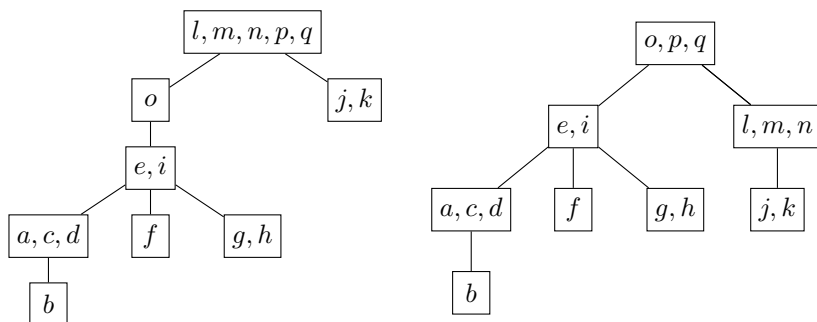 l, m, n, p, q
o
j, k
e, i
a, c, d
f
g, h
b
o, p, q
e, i
l, m, n
a, c, d
f
g, h
j, k
b